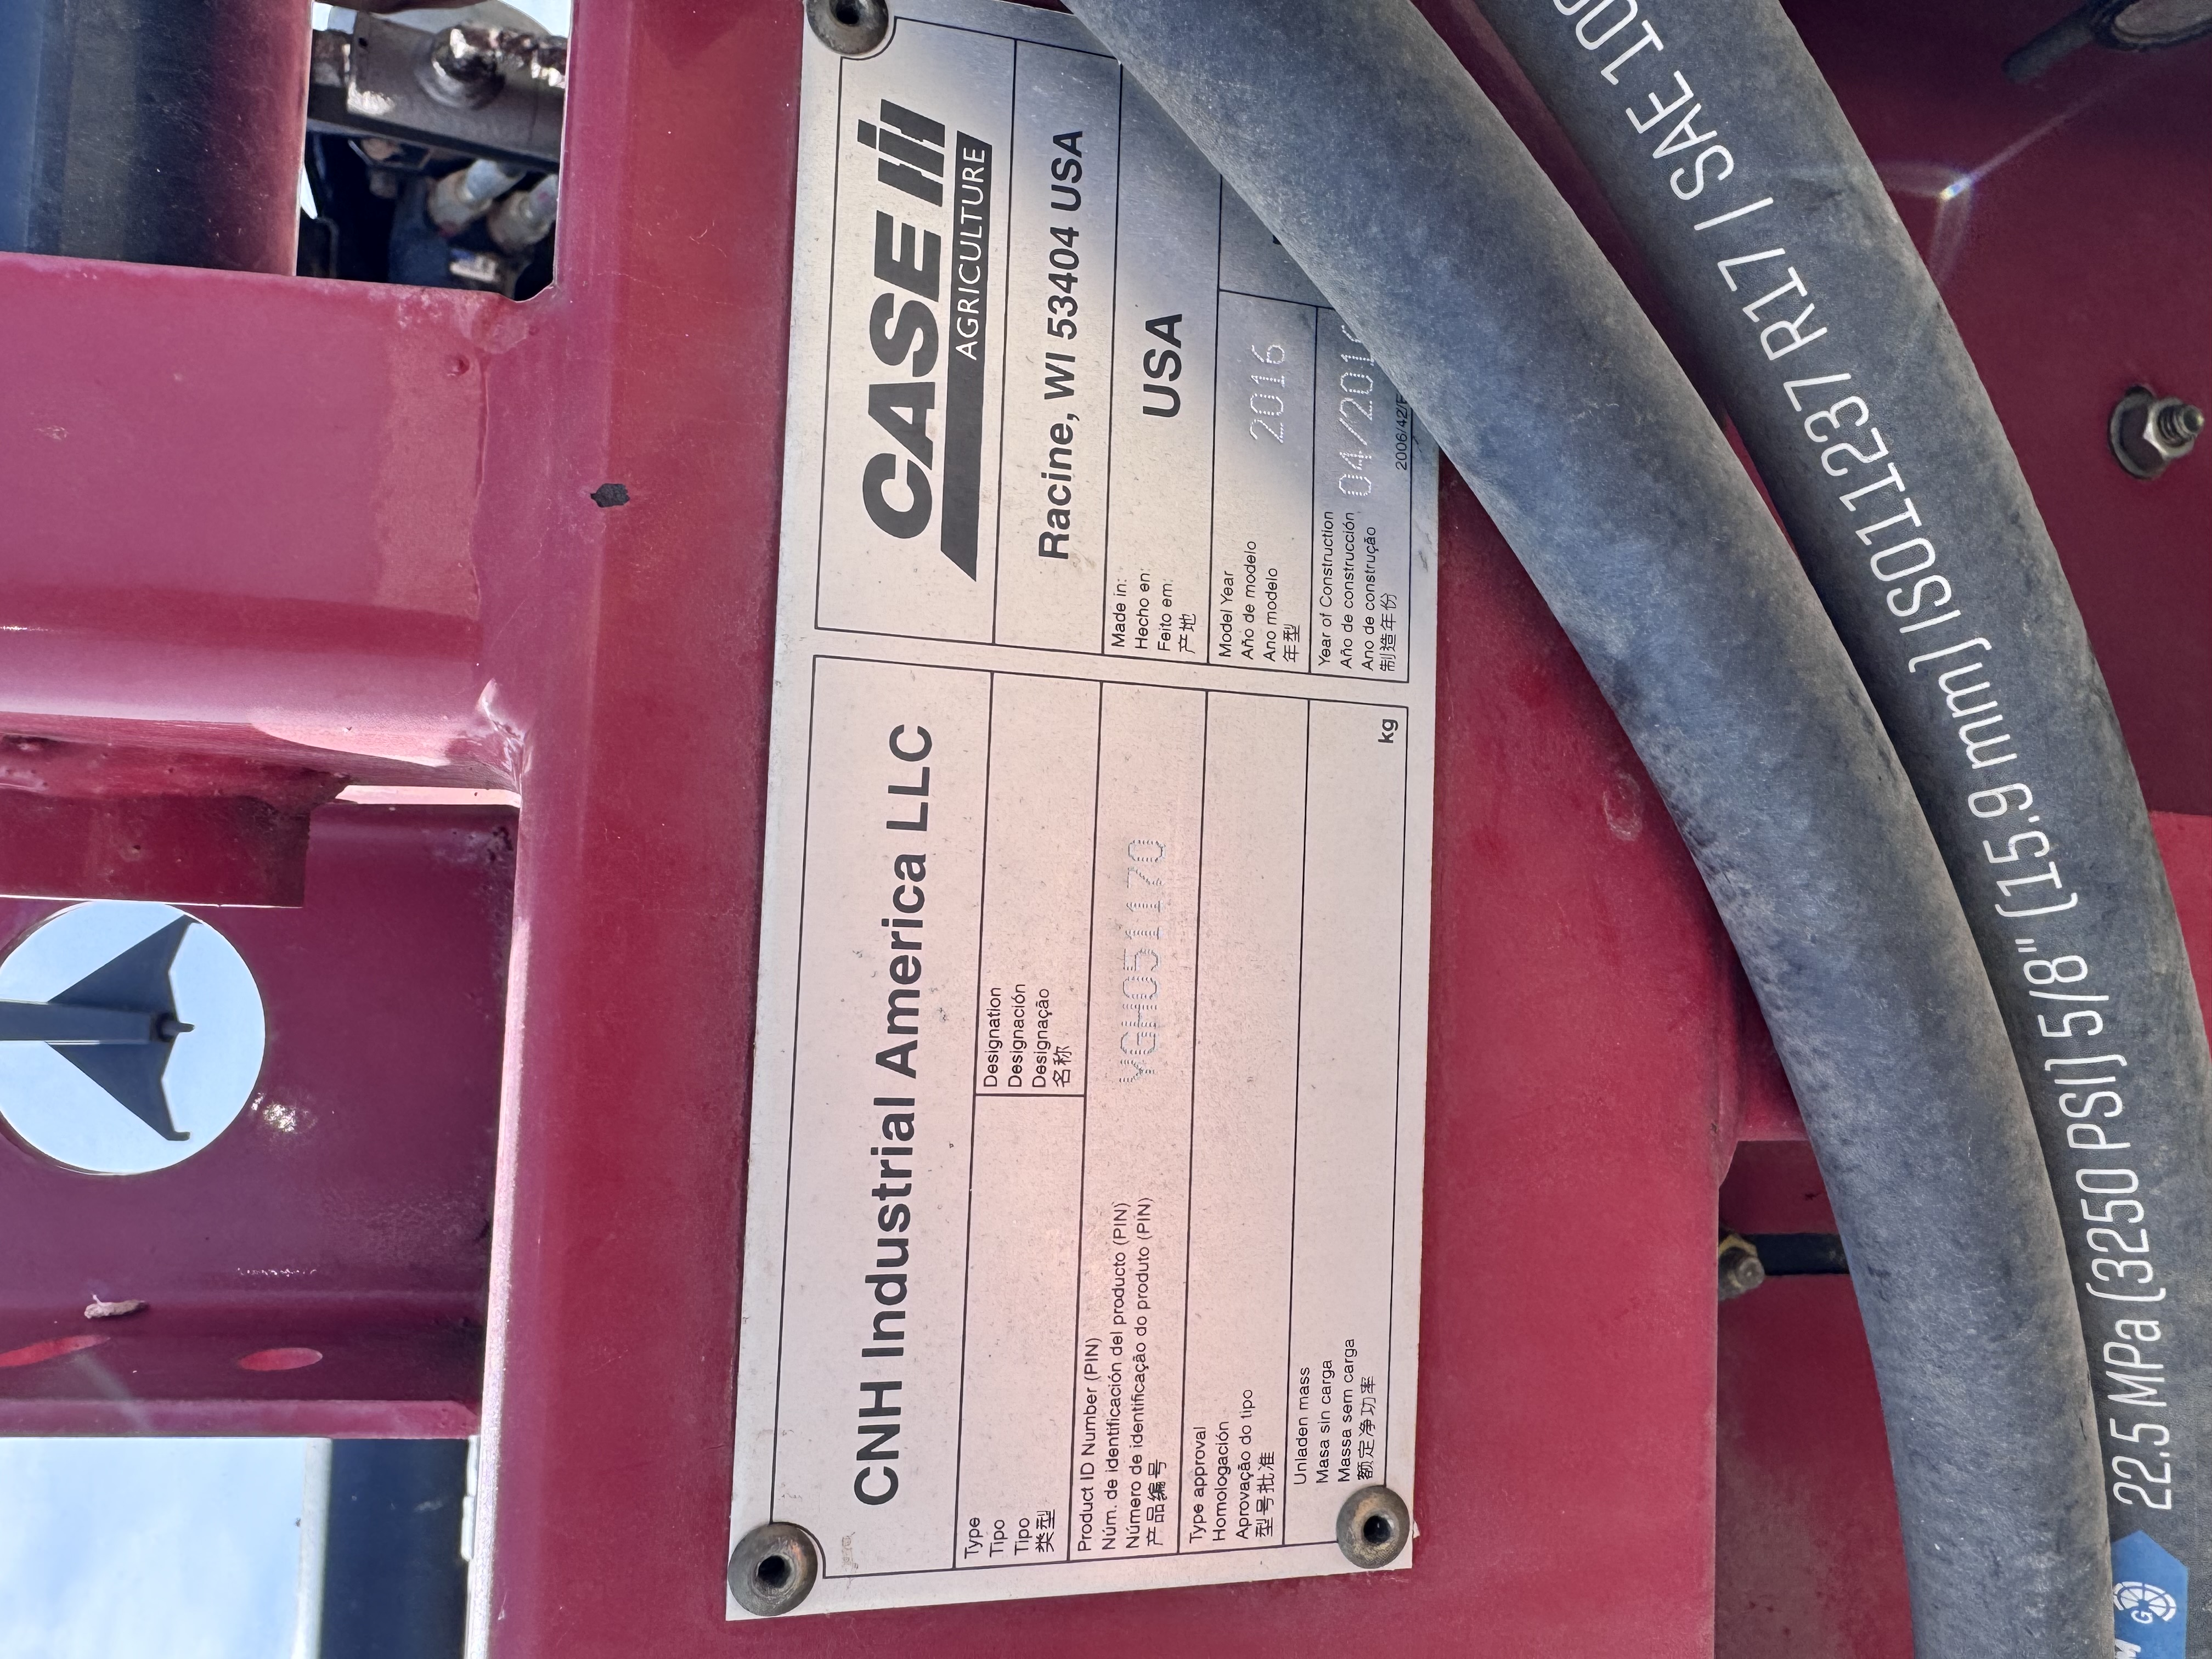 CNH Industrial America LLC
Type
Tipo
Tipo
类型
Designation
Designación
Designação
名称
Product ID Number (PIN)
Núm. de identificación del producto (PIN)
Número de identificação do produto (PIN)
产品编号
YGH051170
Type approval
Homologación
Aprovação do tipo
型号批准
Unladen mass
Masa sin carga
Massa sem carga
额定净功率
kg
CASE IH
AGRICULTURE
Racine, WI 53404 USA
Made in:
Hecho en:
Feito em:
产地
USA
Model Year
Año de modelo
Ano modelo
年型
2016
Year of Construction
Año de construcción
Ano de construção
制造年份
04/2016
2006/42/
22.5 MPa (3250 PSI) 5/8" (15.9 mm) ISO11237 R17 / SAE 100
G